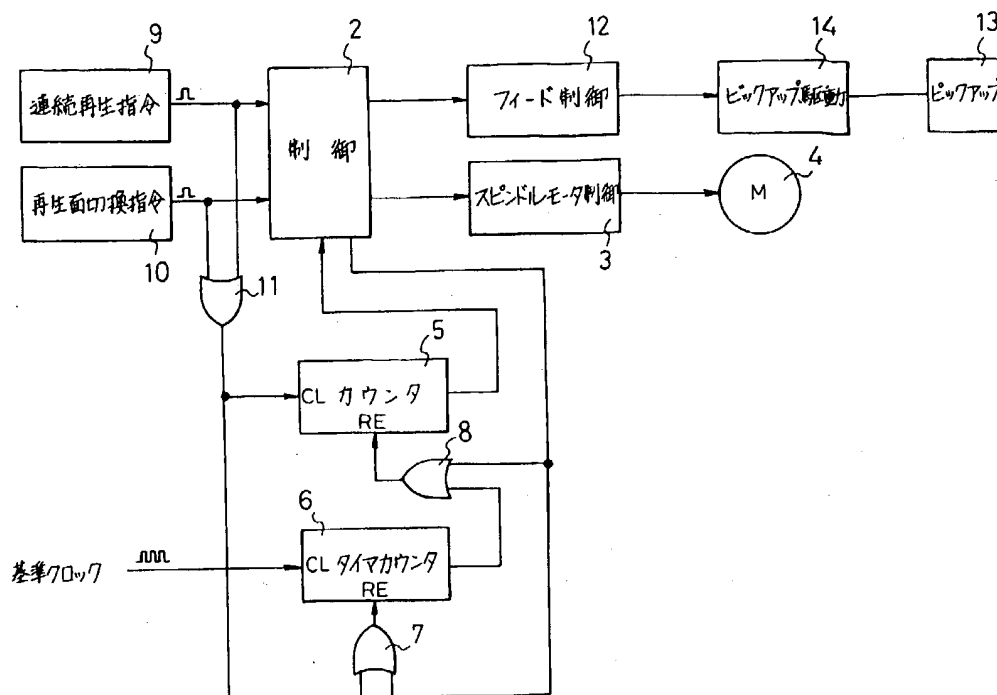 9
2
12
14
13
連続再生指令
制御
フィード制御
ピックアップ駆動
ピックアップ
再生面切換指令
スピンドルモータ制御
M
4
10
3
11
5
CL カウンタ
RE
8
6
基準クロック
CL タイマカウンタ
RE
7